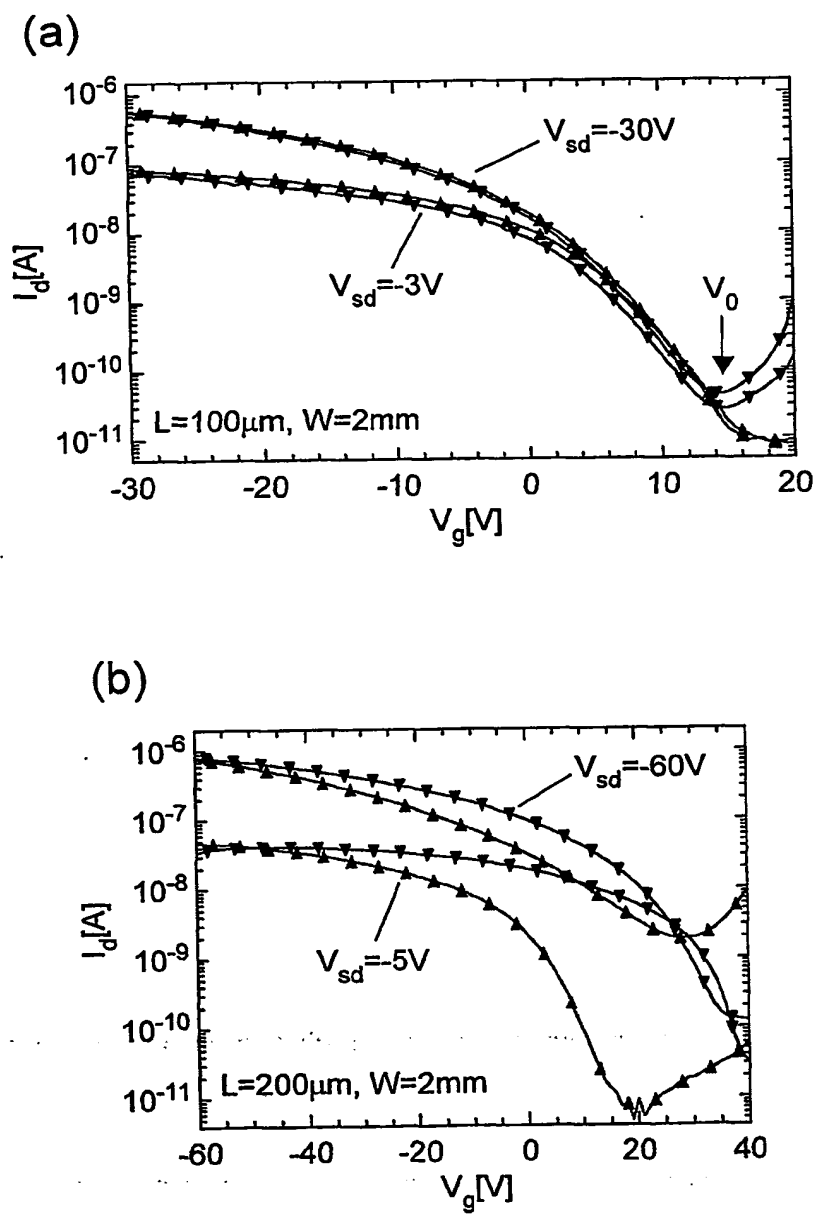 (a)
10⁻⁶
10⁻⁷
10⁻⁸
10⁻⁹
10⁻¹⁰
10⁻¹¹
I_d[A]
V_sd=-30V
V_sd=-3V
V_0
L=100μm, W=2mm
-30 -20 -10 0 10 20
V_g[V]
(b)
10⁻⁶
10⁻⁷
10⁻⁸
10⁻⁹
10⁻¹⁰
10⁻¹¹
I_d[A]
V_sd=-60V
V_sd=-5V
L=200μm, W=2mm
-60 -40 -20 0 20 40
V_g[V]